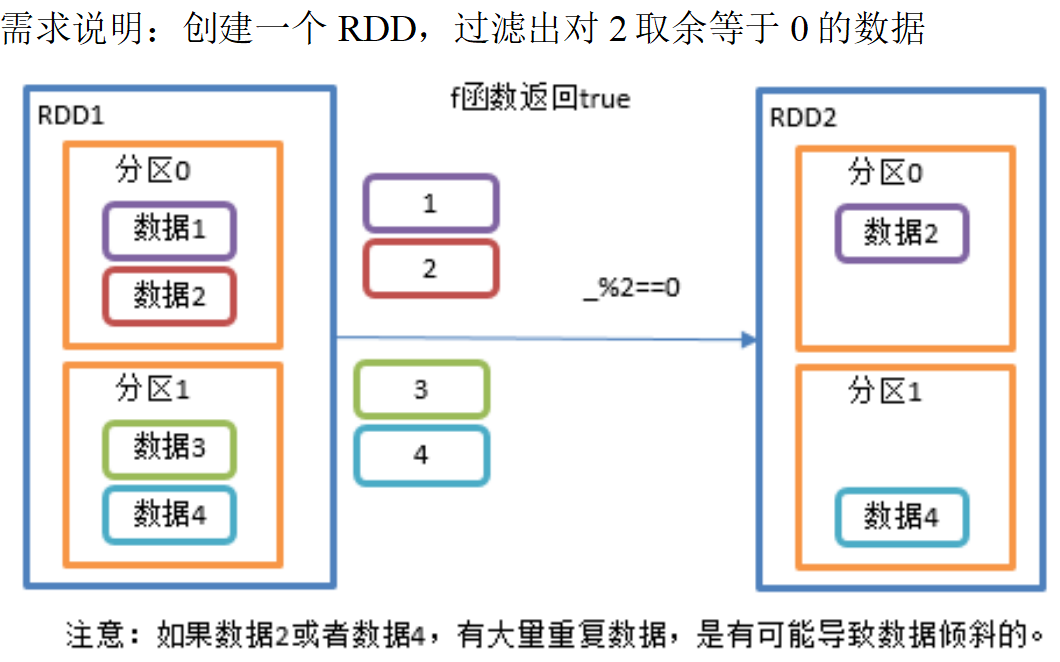 需求说明：创建一个 RDD，过滤出对 2 取余等于 0 的数据
f函数返回true
RDD1
分区0
数据1
数据2
分区1
数据3
数据4
1
2
_%2==0
3
4
RDD2
分区0
数据2
分区1
数据4
注意：如果数据2或者数据4，有大量重复数据，是有可能导致数据倾斜的。